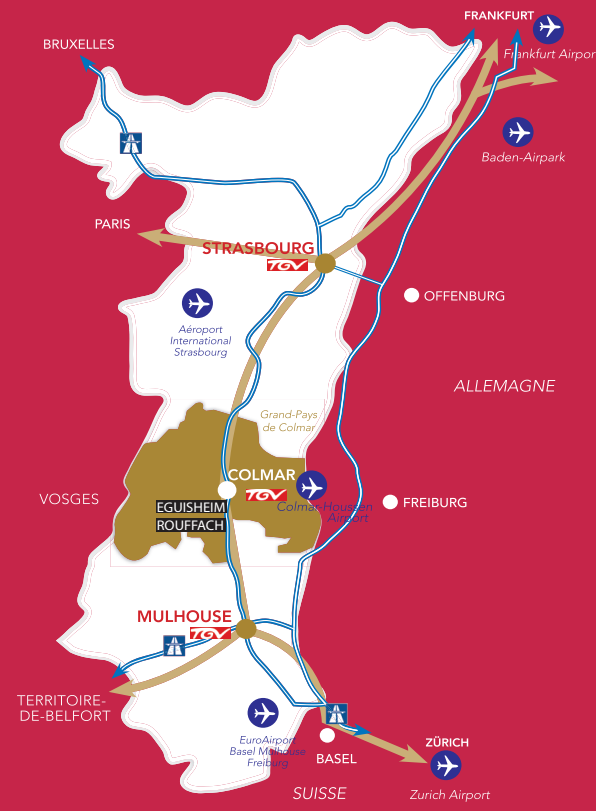 FRANKFURT
Frankfurt Airpor
BRUXELLES
Baden-Airpark
PARIS
STRASBOURG
TGV
OFFENBURG
Aéroport
International
Strasbourg
ALLEMAGNE
Grand-Pays
de Colmar
COLMAR
TGV
VOSGES
EGUISHEIM
ROUFFACH
Colmar-Houssen
Airport
FREIBURG
MULHOUSE
TGV
TERRITOIRE-
DE-BELFORT
EuroAirport
Basel Mulhouse
Freiburg
BASEL
ZÜRICH
Zurich Airport
SUISSE